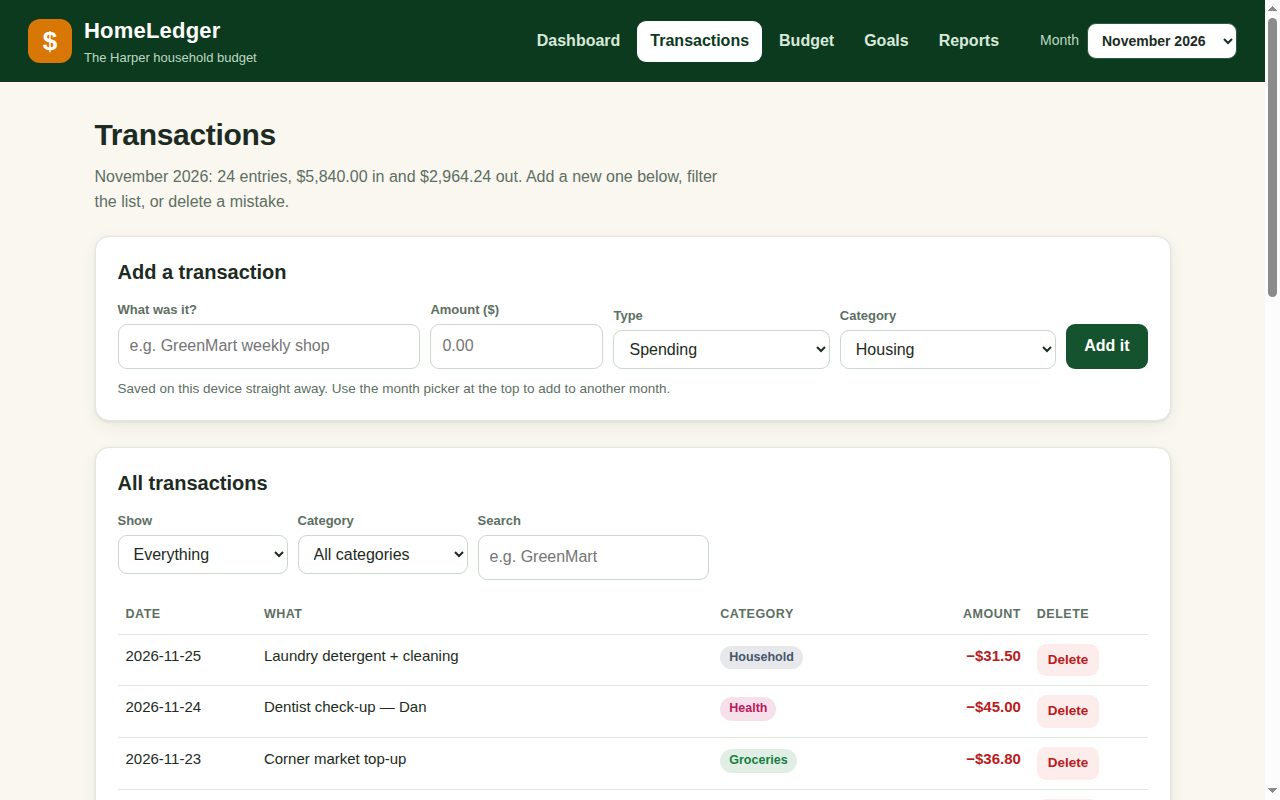 $
HomeLedger
The Harper household budget
Dashboard
Transactions
Budget
Goals
Reports
Month
November 2026
Transactions
November 2026: 24 entries, $5,840.00 in and $2,964.24 out. Add a new one below, filter
the list, or delete a mistake.
Add a transaction
What was it?
Amount ($)
Type
Category
e.g. GreenMart weekly shop
0.00
Spending
Housing
Add it
Saved on this device straight away. Use the month picker at the top to add to another month.
All transactions
Show
Category
Search
Everything
All categories
e.g. GreenMart
DATE WHAT CATEGORY AMOUNT DELETE
2026-11-25 Laundry detergent + cleaning Household −$31.50 Delete
2026-11-24 Dentist check-up — Dan Health −$45.00 Delete
2026-11-23 Corner market top-up Groceries −$36.80 Delete